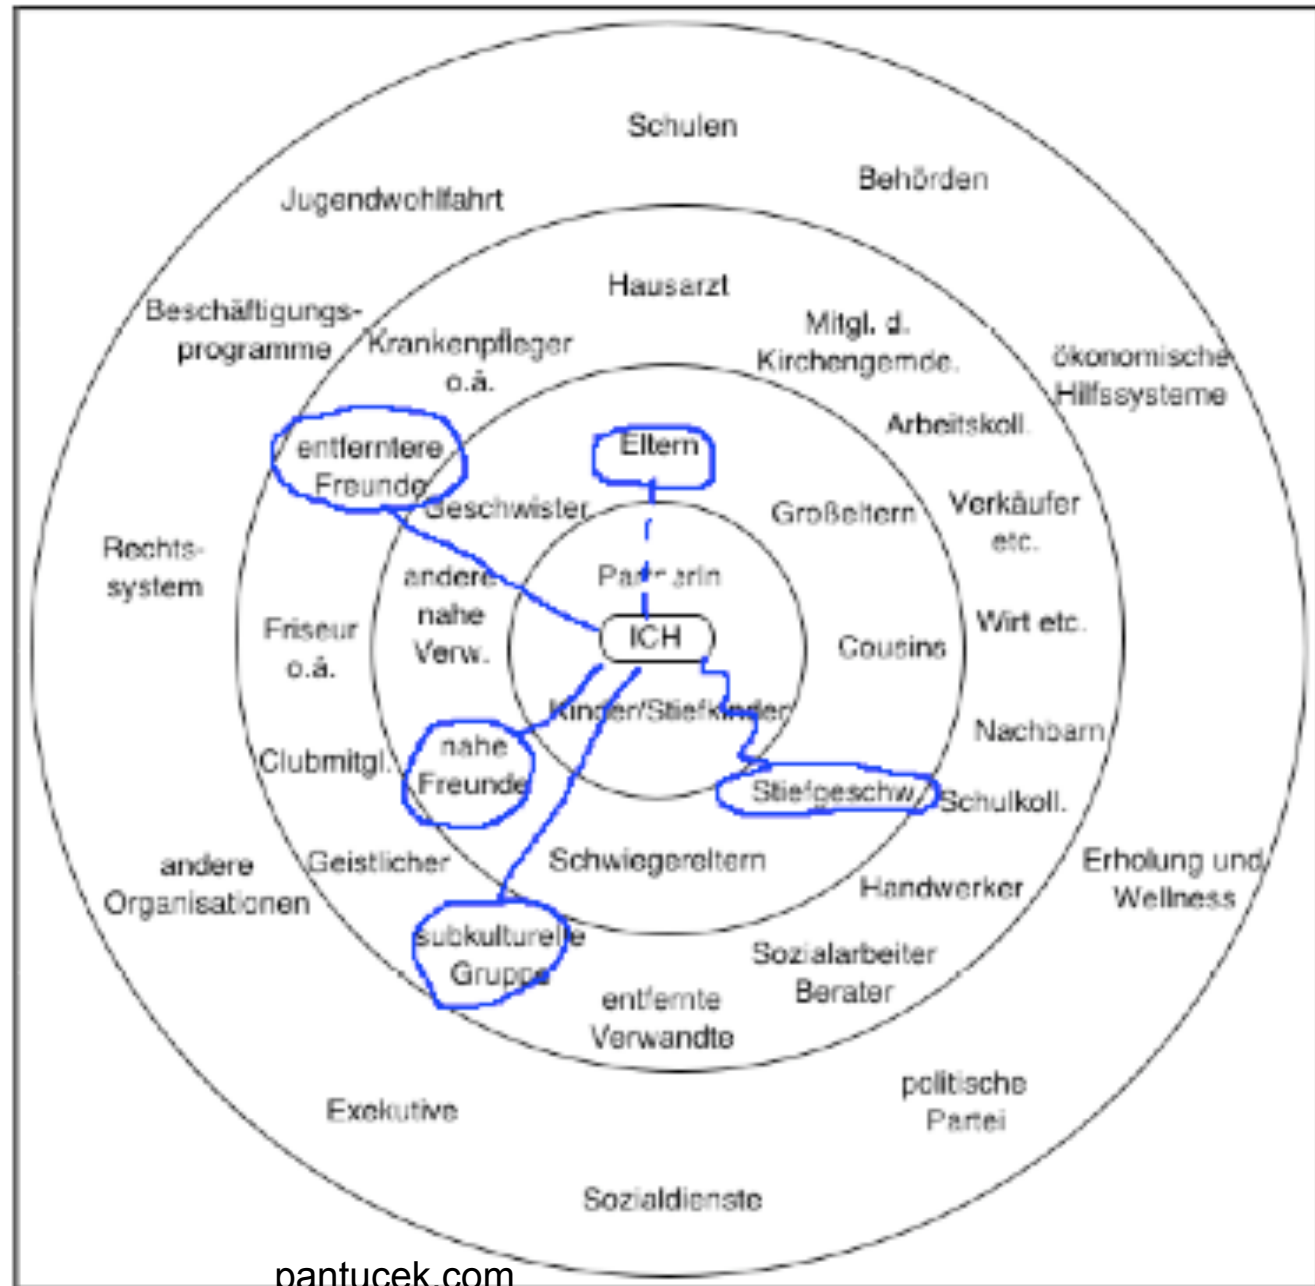 Schulen
Behörden
Jugendwohlfahrt
Hausarzt
Beschäftigungs-
programme
Krankenpfleger
o.ä.
Mitgl. d.
Kirchengemde.
ökonomische
Hilfssysteme
Arbeitskoll.
entferntere
Freunde
Eltern
Geschwister
Großeltern
Verkäufer
etc.
Rechts-
system
andere
nahe
Verw.
PartnerIn
ICH
Friseur
o.ä.
Cousins
Wirt etc.
Kinder/Stiefkinder
Nachbarn
Clubmitgl.
nahe
Freunde
Stiefgeschw.
Schulkoll.
andere
Organisationen
Geistlicher
Schwiegereltern
Handwerker
Erholung und
Wellness
subkulturelle
Gruppe
Sozialarbeiter
Berater
entfernte
Verwandte
Exekutive
politische
Partei
Sozialdienste
pantucek.com